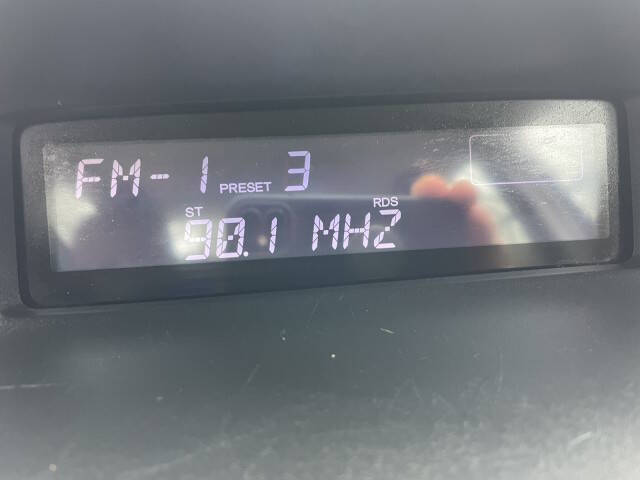 FM-1 PRESET 3
ST RDS
90.1 MHZ